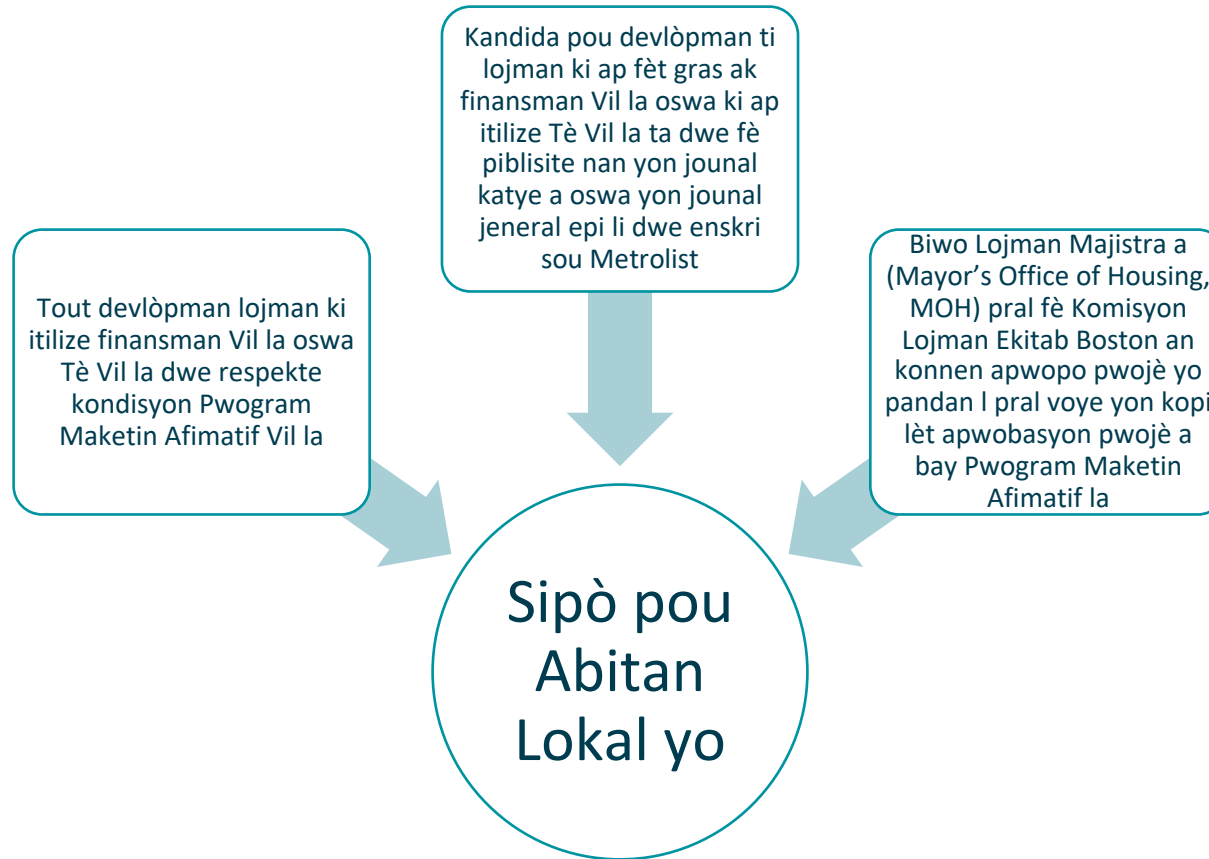 Tout devlòpman lojman ki
itilize finansman Vil la oswa
Tè Vil la dwe respekte
kondisyon Pwogram
Maketin Afimatif Vil la
Kandida pou devlòpman ti
lojman ki ap fèt gras ak
finansman Vil la oswa ki ap
itilize Tè Vil la ta dwe fè
piblisite nan yon jounal
katye a oswa yon jounal
jeneral epi li dwe enskri
sou Metrolist
Biwo Lojman Majistra a
(Mayor’s Office of Housing,
MOH) pral fè Komisyon
Lojman Ekitab Boston an
konnen apwopo pwojè yo
pandan l pral voye yon kopi
lèt apwobasyon pwojè a
bay Pwogram Maketin
Afimatif la
Sipò pou
Abitan
Lokal yo